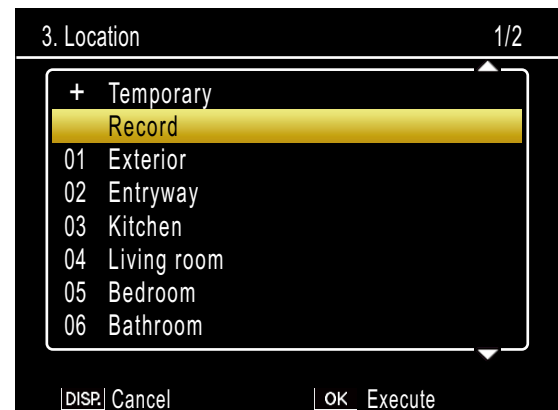 3. Location 1/2
+ Temporary
Record
01 Exterior
02 Entryway
03 Kitchen
04 Living room
05 Bedroom
06 Bathroom
DISP. Cancel OK Execute